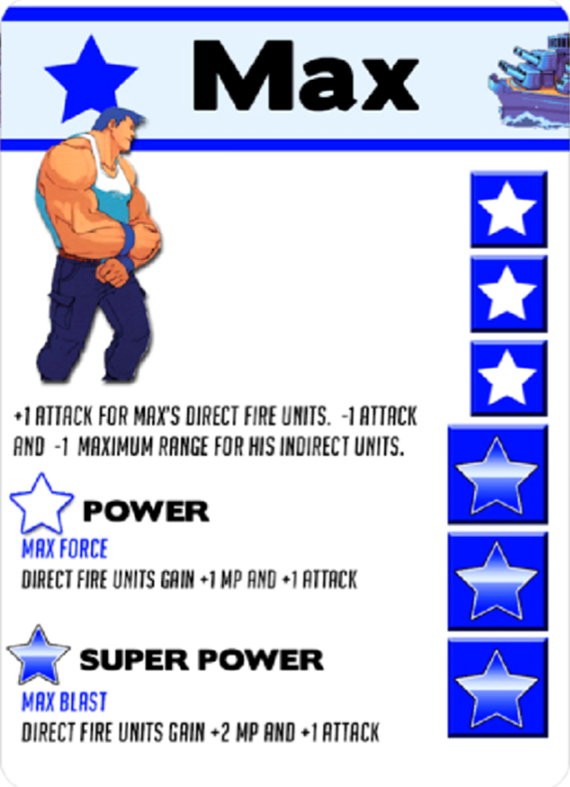 Max
+1 ATTACK FOR MAX'S DIRECT FIRE UNITS. -1 ATTACK
AND -1 MAXIMUM RANGE FOR HIS INDIRECT UNITS.
POWER
MAX FORCE
DIRECT FIRE UNITS GAIN +1 MP AND +1 ATTACK
SUPER POWER
MAX BLAST
DIRECT FIRE UNITS GAIN +2 MP AND +1 ATTACK